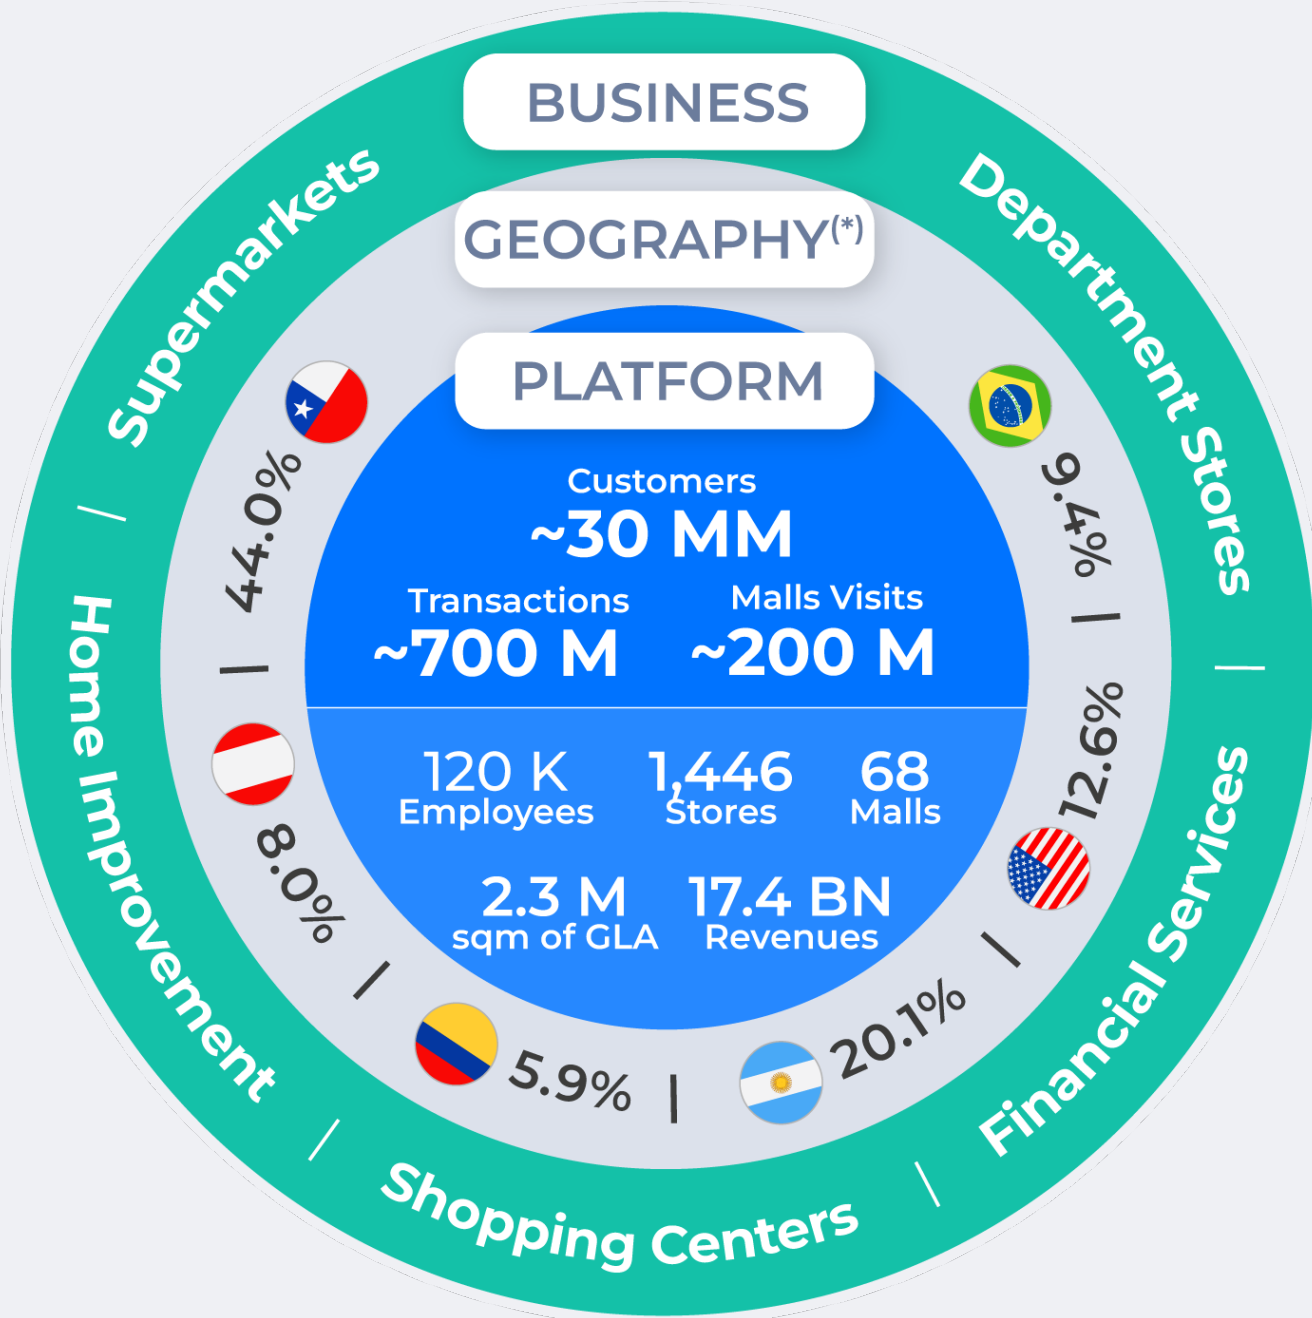 BUSINESS
Supermarkets
Department Stores
Home Improvement
Financial Services
Shopping Centers
GEOGRAPHY(*)
44.0%
9.4%
12.6%
8.0%
20.1%
5.9%
PLATFORM
Customers
~30 MM
Transactions
~700 M
Malls Visits
~200 M
120 K
Employees
1,446
Stores
68
Malls
2.3 M
sqm of GLA
17.4 BN
Revenues